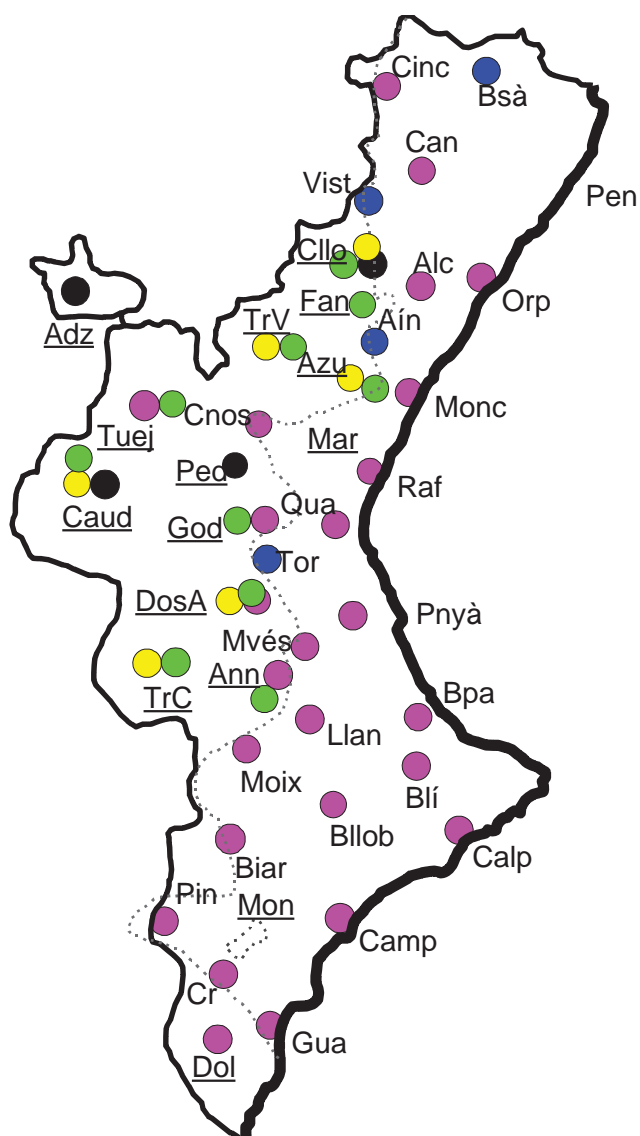 Cinc
Bsà
Can
Vist
Pen
Cllo
Alc
Orp
Adz
Fan
TrV
Aín
Azu
Monc
Cnos
Tuej
Mar
Ped
Raf
Caud
God
Qua
Tor
DosA
Pnyà
Mvés
Ann
TrC
Bpa
Llan
Moix
Blí
Bllob
Calp
Biar
Pin
Mon
Camp
Cr
Gua
Dol